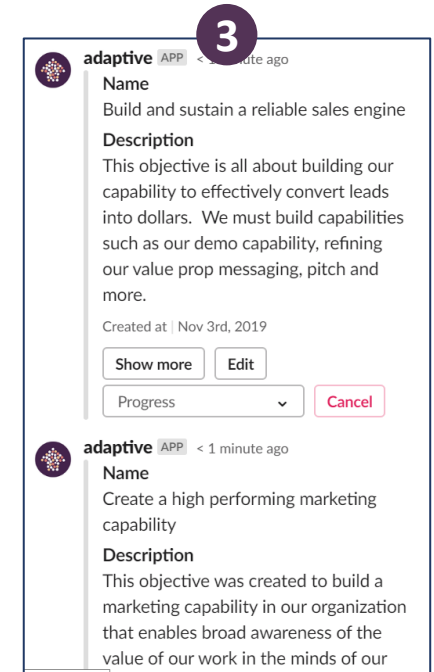 3
adaptive APP < ute ago
Name
Build and sustain a reliable sales engine
Description
This objective is all about building our
capability to effectively convert leads
into dollars.  We must build capabilities
such as our demo capability, refining
our value prop messaging, pitch and
more.
Created at | Nov 3rd, 2019
Show more Edit
Progress Cancel
adaptive APP < 1 minute ago
Name
Create a high performing marketing
capability
Description
This objective was created to build a
marketing capability in our organization
that enables broad awareness of the
value of our work in the minds of our